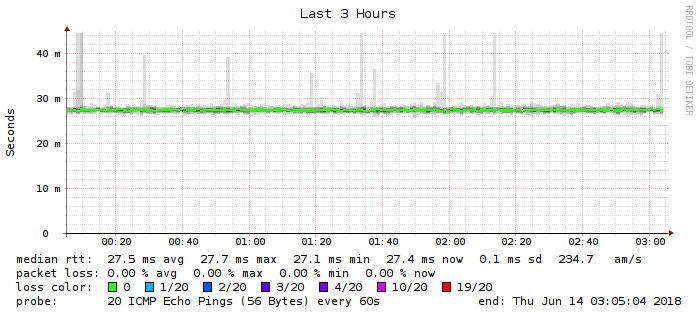 Last 3 Hours
RRDTOOL / TOBI OETIKER
Seconds
40 m
30 m
20 m
10 m
0
00:20 00:40 01:00 01:20 01:40 02:00 02:20 02:40 03:00
median rtt: 27.5 ms avg 27.7 ms max 27.1 ms min 27.4 ms now 0.1 ms sd 234.7 am/s
packet loss: 0.00 % avg 0.00 % max 0.00 % min 0.00 % now
loss color: 0 1/20 2/20 3/20 4/20 10/20 19/20
probe: 20 ICMP Echo Pings (56 Bytes) every 60s end: Thu Jun 14 03:05:04 2018